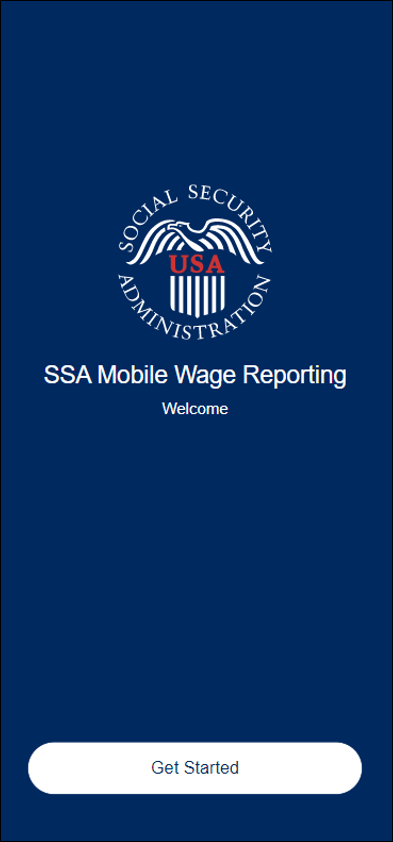 SOCIAL SECURITY
USA
ADMINISTRATION
SSA Mobile Wage Reporting
Welcome
Get Started